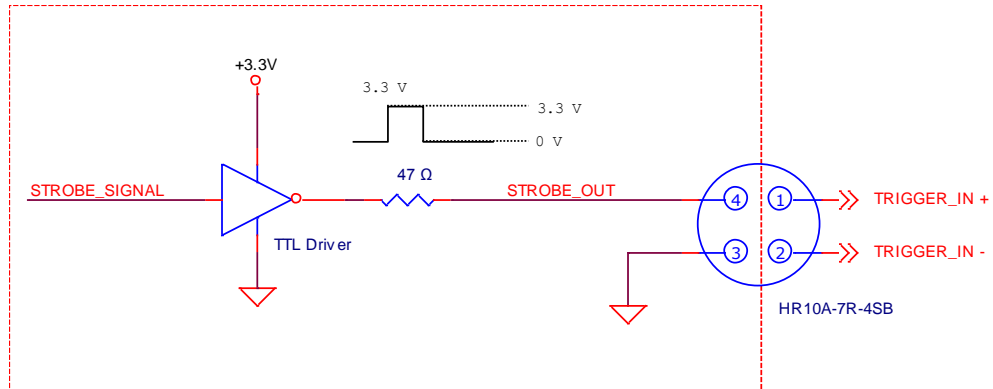 +3.3V
3.3 V
3.3 V
0 V
STROBE_SIGNAL
47 Ω
STROBE_OUT
4
1
TRIGGER_IN +
TTL Driver
3
2
TRIGGER_IN -
HR10A-7R-4SB